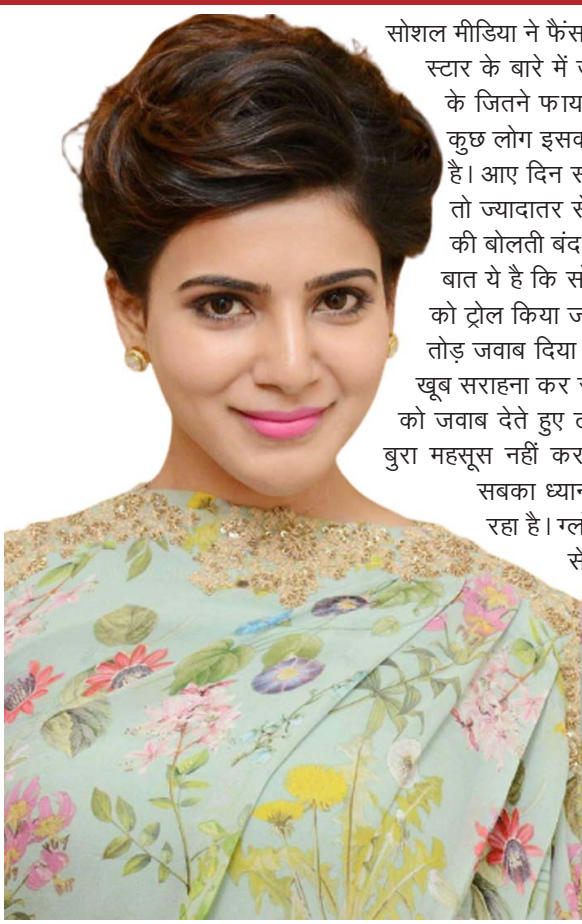 सोशल मीडिया ने फैंस
स्टार के बारे में
के जितने फाय
कुछ लोग इसक
है। आए दिन स
तो ज्यादातर से
की बोलती बंद
बात ये है कि सो
को ट्रोल किया ज
तोड़ जवाब दिया
खूब सराहना कर
को जवाब देते हुए
बुरा महसूस नहीं कर
सबका ध्यान
रहा है। ग्लो
से